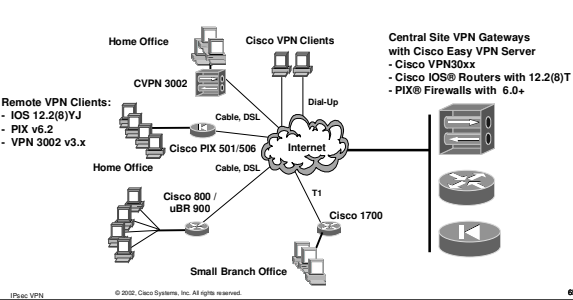 Home Office
Cisco VPN Clients
Central Site VPN Gateways
with Cisco Easy VPN Server
- Cisco VPN30xx
- Cisco IOS® Routers with 12.2(8)T
- PIX® Firewalls with 6.0+
CVPN 3002
Dial-Up
Remote VPN Clients:
- IOS 12.2(8)YJ
- PIX v6.2
- VPN 3002 v3.x
Cable, DSL
Cisco PIX 501/506
Internet
Home Office
Cable, DSL
Cisco 800 /
uBR 900
T1
Cisco 1700
Small Branch Office
IPsec VPN
© 2002, Cisco Systems, Inc. All rights reserved.